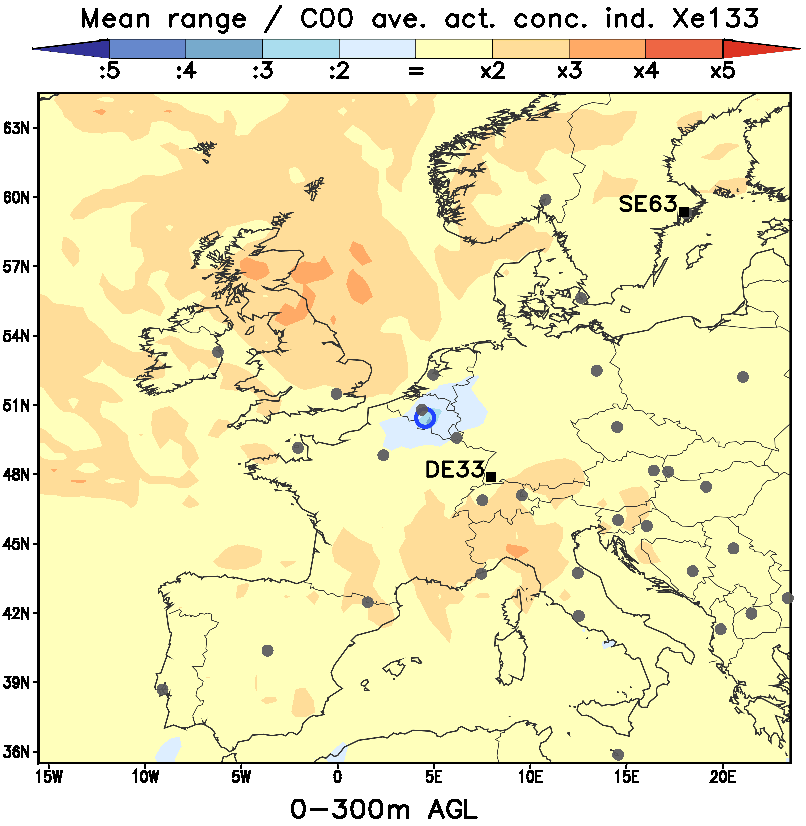 Mean range / C00 ave. act. conc. ind. Xe133
:5 :4 :3 :2 = x2 x3 x4 x5
63N
60N
SE63
57N
54N
51N
DE33
48N
45N
42N
39N
36N
15W 10W 5W 0 5E 10E 15E 20E
0-300m AGL